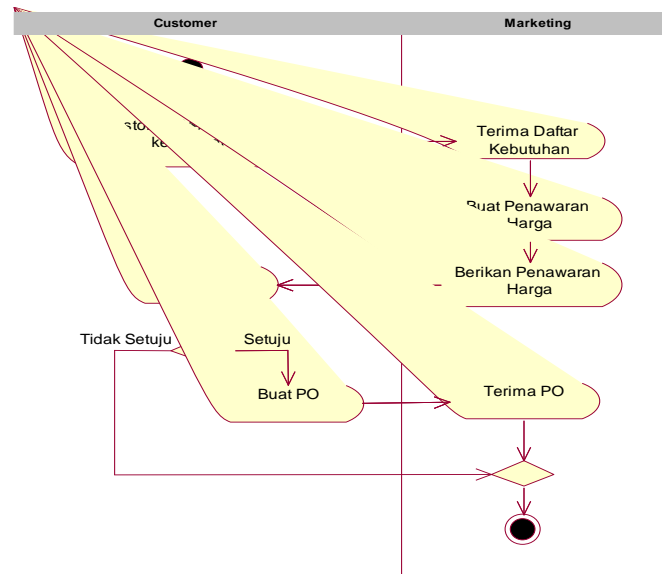 Customer
Marketing
Terima Daftar
Kebutuhan
Buat Penawaran
Harga
Berikan Penawaran
Harga
Tidak Setuju
Setuju
Buat PO
Terima PO